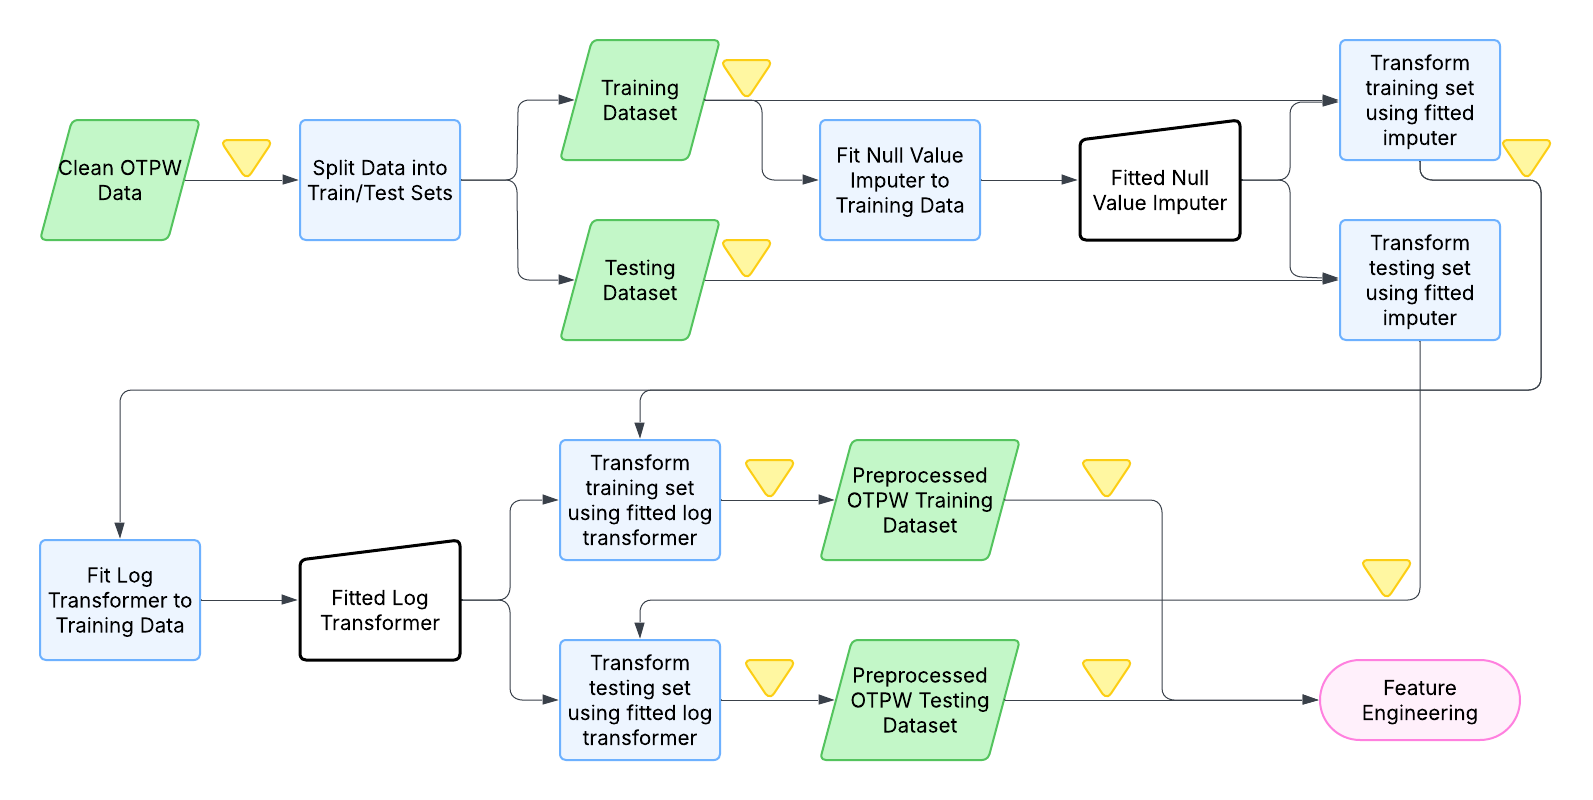 Clean OTPW
Data
Split Data into
Train/Test Sets
Training
Dataset
Testing
Dataset
Fit Null Value
Imputer to
Training Data
Fitted Null
Value Imputer
Transform
training set
using fitted
imputer
Transform
testing set
using fitted
imputer
Fit Log
Transformer to
Training Data
Fitted Log
Transformer
Transform
training set
using fitted log
transformer
Preprocessed
OTPW Training
Dataset
Transform
testing set
using fitted log
transformer
Preprocessed
OTPW Testing
Dataset
Feature
Engineering